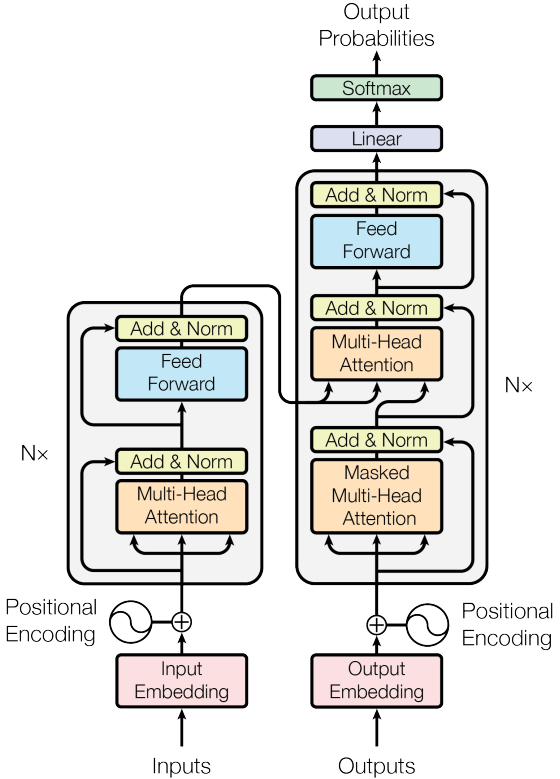 Output
Probabilities
Softmax
Linear
Add & Norm
Feed
Forward
Add & Norm
Multi-Head
Attention
Add & Norm
Masked
Multi-Head
Attention
N×
Add & Norm
Feed
Forward
Add & Norm
Multi-Head
Attention
N×
Positional
Encoding
Positional
Encoding
Input
Embedding
Output
Embedding
Inputs
Outputs